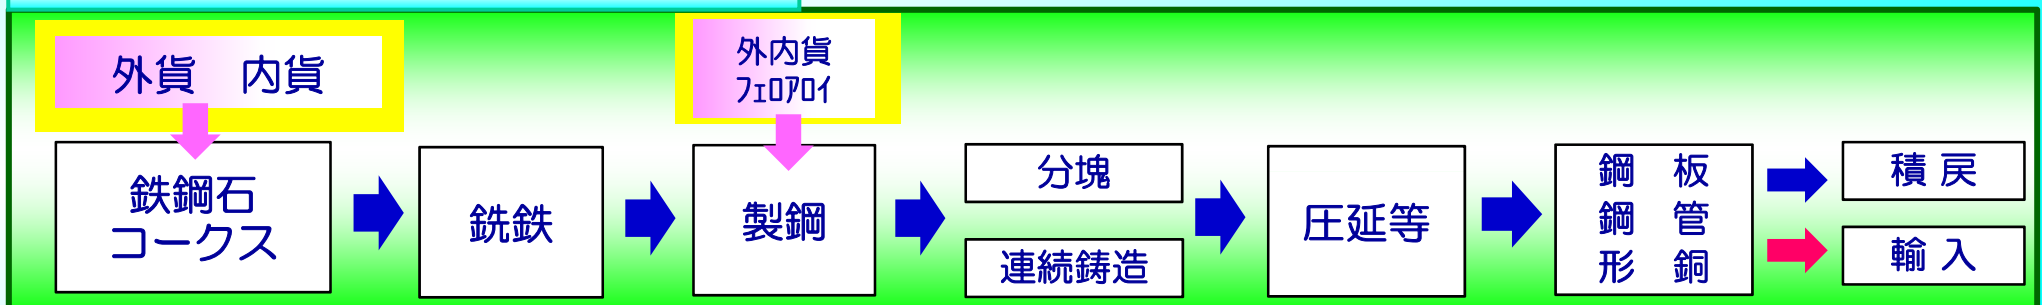 外貨　内貨
外内貨
フェロアロイ
鉄鋼石
コークス
銑鉄
製鋼
分塊
連続鋳造
圧延等
鋼　板
鋼　管
形　銅
積 戻
輸 入